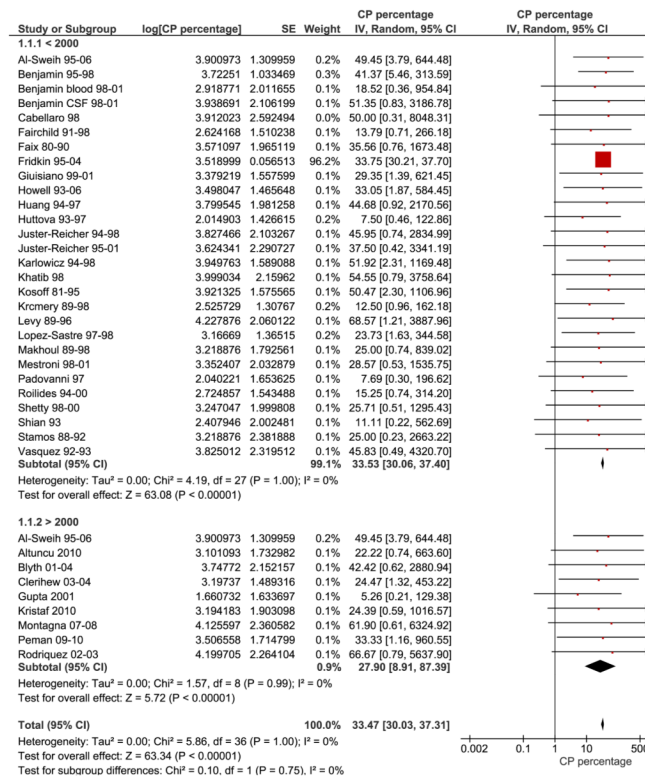 CP percentage CP percentage
Study or Subgroup log[CP percentage] SE Weight IV, Random, 95% CI IV, Random, 95% CI
1.1.1 < 2000
Al-Sweih 95-06 3.900973 1.309959 0.2% 49.45 [3.79, 644.48]
Benjamin 95-98 3.72251 1.033469 0.3% 41.37 [5.46, 313.59]
Benjamin blood 98-01 2.918771 2.011655 0.1% 18.52 [0.36, 954.84]
Benjamin CSF 98-01 3.938691 2.106199 0.1% 51.35 [0.83, 3186.78]
Cabellaro 98 3.912023 2.592494 0.0% 50.00 [0.31, 8048.31]
Fairchild 91-98 2.624168 1.510238 0.1% 13.79 [0.71, 266.18]
Faix 80-90 3.571097 1.965119 0.1% 35.56 [0.76, 1673.48]
Fridkin 95-04 3.518999 0.056513 96.2% 33.75 [30.21, 37.70]
Giuisiano 99-01 3.379219 1.557599 0.1% 29.35 [1.39, 621.45]
Howell 93-06 3.498047 1.465648 0.1% 33.05 [1.87, 584.45]
Huang 94-97 3.799545 1.981258 0.1% 44.68 [0.92, 2170.56]
Huttova 93-97 2.014903 1.426615 0.2% 7.50 [0.46, 122.86]
Juster-Reicher 94-98 3.827466 2.103267 0.1% 45.95 [0.74, 2834.99]
Juster-Reicher 95-01 3.624341 2.290727 0.1% 37.50 [0.42, 3341.19]
Karlowicz 94-98 3.949763 1.589088 0.1% 51.92 [2.31, 1169.48]
Khatib 98 3.999034 2.15962 0.1% 54.55 [0.79, 3758.64]
Kosoff 81-95 3.921325 1.575565 0.1% 50.47 [2.30, 1106.96]
Krcmery 89-98 2.525729 1.30767 0.2% 12.50 [0.96, 162.18]
Levy 89-96 4.227876 2.060122 0.1% 68.57 [1.21, 3887.96]
Lopez-Sastre 97-98 3.16669 1.36515 0.2% 23.73 [1.63, 344.58]
Makhoul 89-98 3.218876 1.792561 0.1% 25.00 [0.74, 839.02]
Mestroni 98-01 3.352407 2.032879 0.1% 28.57 [0.53, 1535.75]
Padovanni 97 2.040221 1.653625 0.1% 7.69 [0.30, 196.62]
Roilides 94-00 2.724857 1.543488 0.1% 15.25 [0.74, 314.20]
Shetty 98-00 3.247047 1.999808 0.1% 25.71 [0.51, 1295.43]
Shian 93 2.407946 2.002481 0.1% 11.11 [0.22, 562.69]
Stamos 88-92 3.218876 2.381888 0.1% 25.00 [0.23, 2663.22]
Vasquez 92-93 3.825012 2.319512 0.1% 45.83 [0.49, 4320.70]
Subtotal (95% CI) 99.1% 33.53 [30.06, 37.40]
Heterogeneity: Tau² = 0.00; Chi² = 4.19, df = 27 (P = 1.00); I² = 0%
Test for overall effect: Z = 63.08 (P < 0.00001)
1.1.2 > 2000
Al-Sweih 95-06 3.900973 1.309959 0.2% 49.45 [3.79, 644.48]
Altuncu 2010 3.101093 1.732982 0.1% 22.22 [0.74, 663.60]
Blyth 01-04 3.74772 2.152157 0.1% 42.42 [0.62, 2880.94]
Clerihew 03-04 3.19737 1.489316 0.1% 24.47 [1.32, 453.22]
Gupta 2001 1.660732 1.633697 0.1% 5.26 [0.21, 129.38]
Kristaf 2010 3.194183 1.903098 0.1% 24.39 [0.59, 1016.57]
Montagna 07-08 4.125597 2.360582 0.1% 61.90 [0.61, 6324.92]
Peman 09-10 3.506558 1.714799 0.1% 33.33 [1.16, 960.55]
Rodriquez 02-03 4.199705 2.264104 0.1% 66.67 [0.79, 5637.90]
Subtotal (95% CI) 0.9% 27.90 [8.91, 87.39]
Heterogeneity: Tau² = 0.00; Chi² = 1.57, df = 8 (P = 0.99); I² = 0%
Test for overall effect: Z = 5.72 (P < 0.00001)
Total (95% CI) 100.0% 33.47 [30.03, 37.31]
Heterogeneity: Tau² = 0.00; Chi² = 5.86, df = 36 (P = 1.00); I² = 0%
Test for overall effect: Z = 63.34 (P < 0.00001)
Test for subgroup differences: Chi² = 0.10, df = 1 (P = 0.75), I² = 0%
0.002 0.1 1 10 500
CP percentage